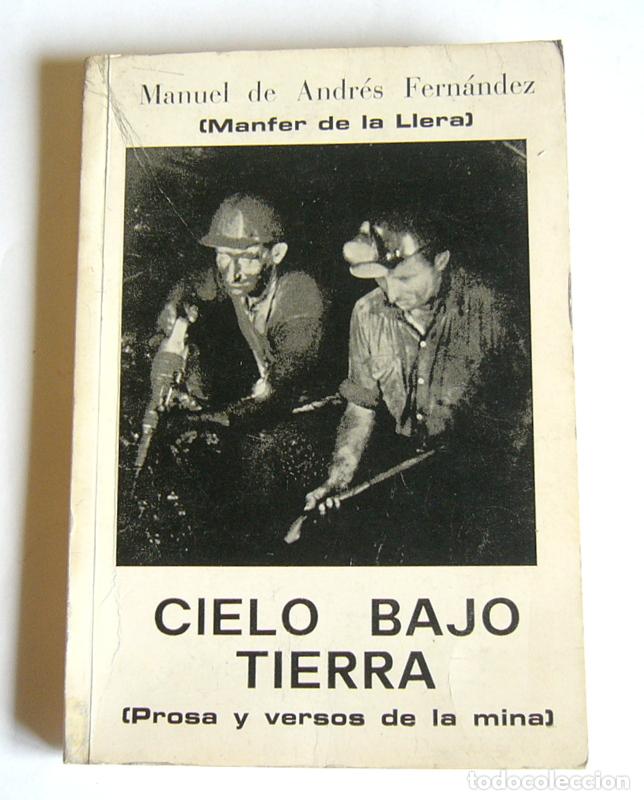 Manuel de Andrés Fernández
(Manfer de la Llera)
CIELO BAJO
TIERRA
(Prosa y versos de la mina)
todocoleccion